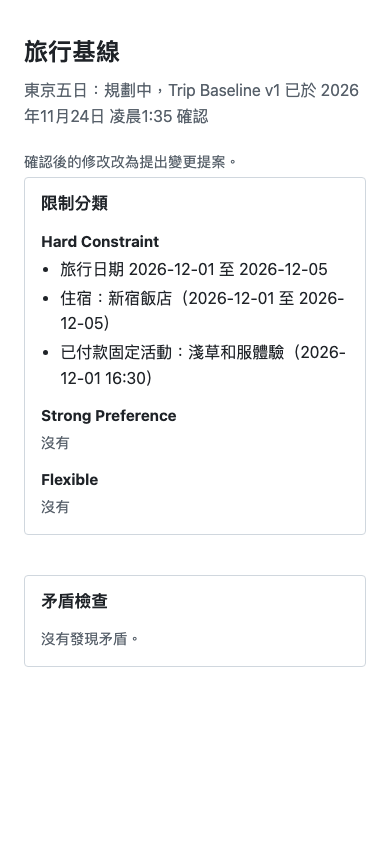 旅行基線
東京五日：規劃中，Trip Baseline v1 已於 2026
年11月24日 凌晨1:35 確認
確認後的修改改為提出變更提案。
限制分類
Hard Constraint
• 旅行日期 2026-12-01 至 2026-12-05
• 住宿：新宿飯店（2026-12-01 至 2026-
12-05）
• 已付款固定活動：淺草和服體驗（2026-
12-01 16:30）
Strong Preference
沒有
Flexible
沒有
矛盾檢查
沒有發現矛盾。